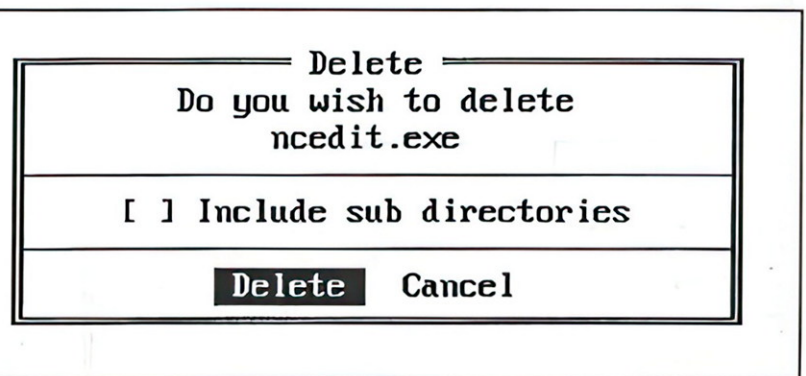 Delete
Do you wish to delete
ncedit.exe
[ ] Include sub directories
Delete Cancel